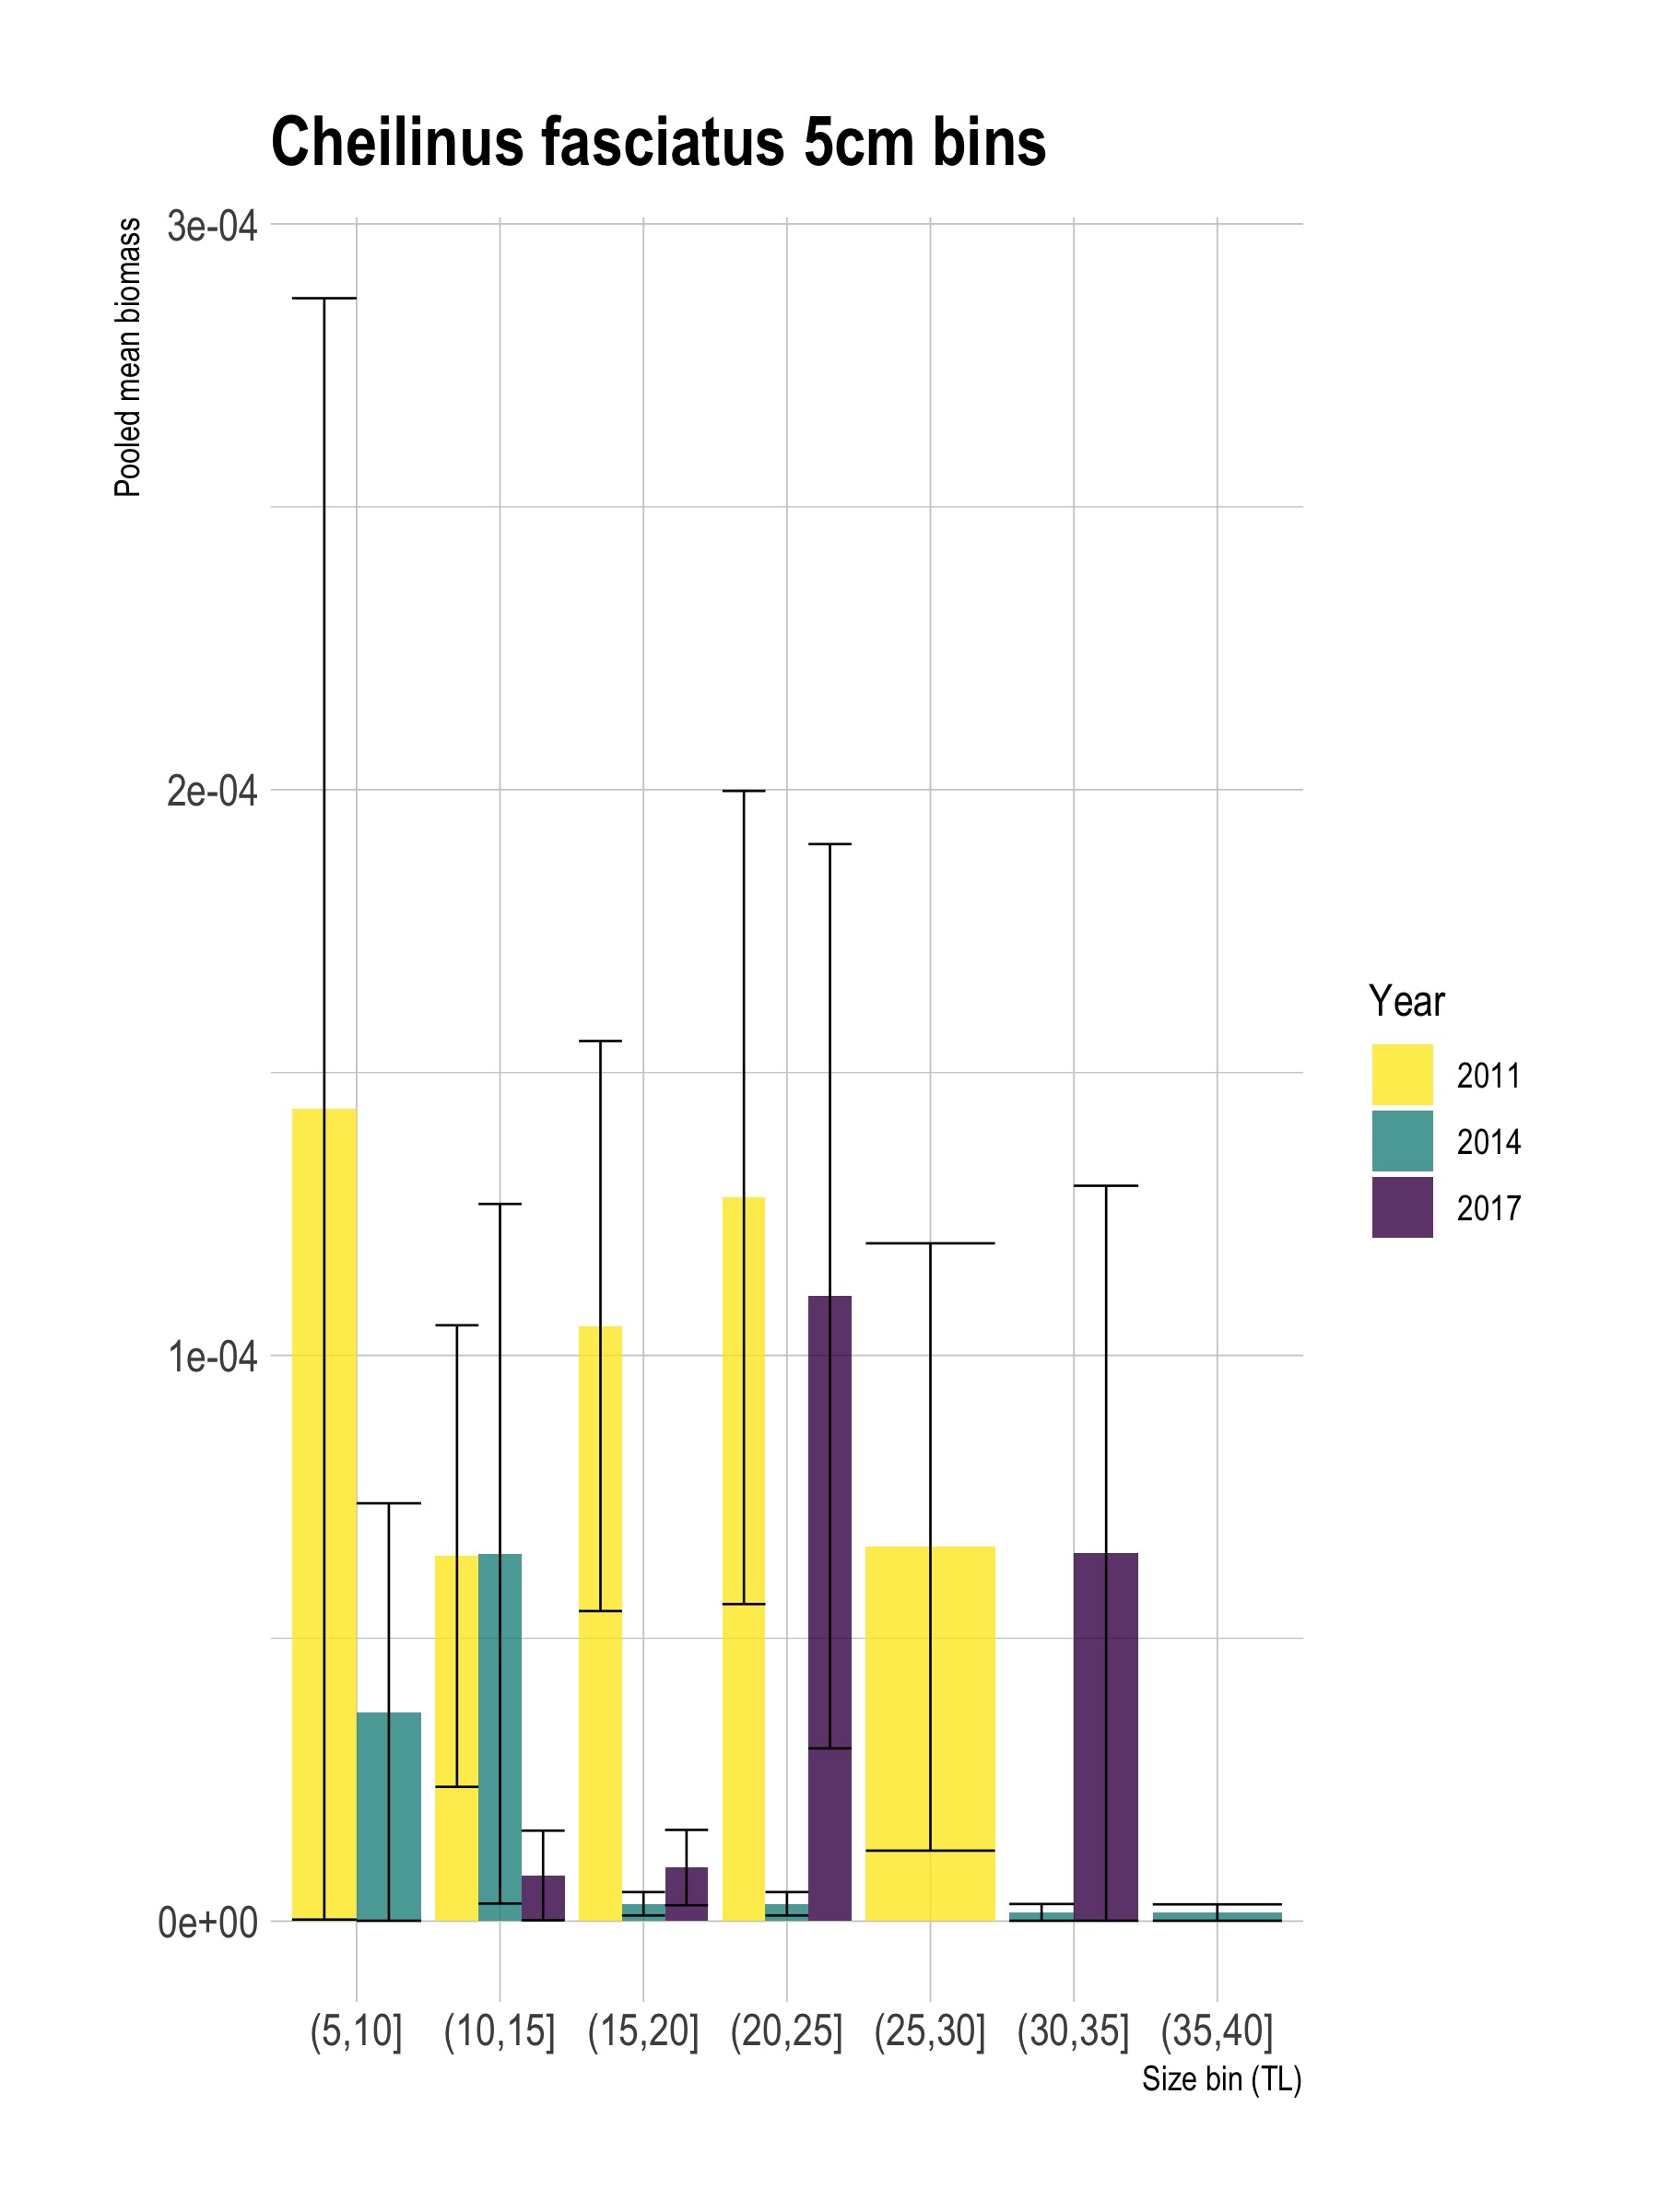 Cheilinus fasciatus 5cm bins
Pooled mean biomass
3e-04
2e-04
1e-04
0e+00
(5,10] (10,15] (15,20] (20,25] (25,30] (30,35] (35,40]
Size bin (TL)
Year
2011
2014
2017